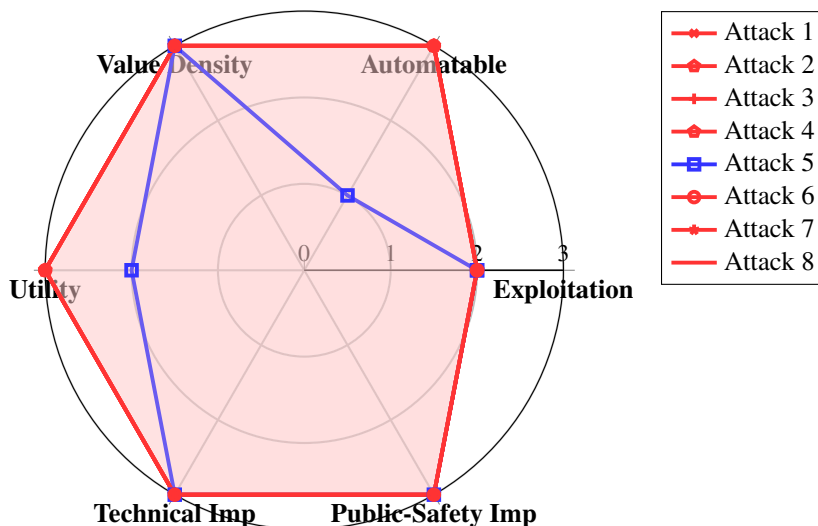 Value Density
Automatable
0 1 2 3
Utility
Exploitation
Technical Imp
Public-Safety Imp
Attack 1
Attack 2
Attack 3
Attack 4
Attack 5
Attack 6
Attack 7
Attack 8